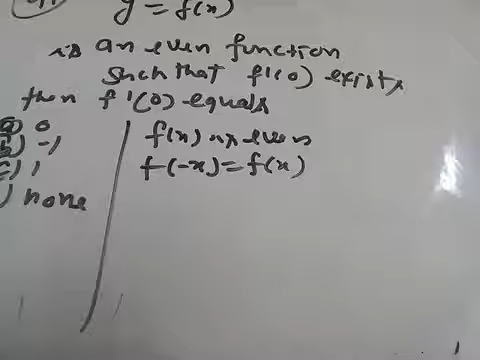 y = f(x)
is an even function
such that f'(0) exists
then f'(0) equals
a) 0
b) -1
c) 1
) none
f(x) is even
f(-x) = f(x)